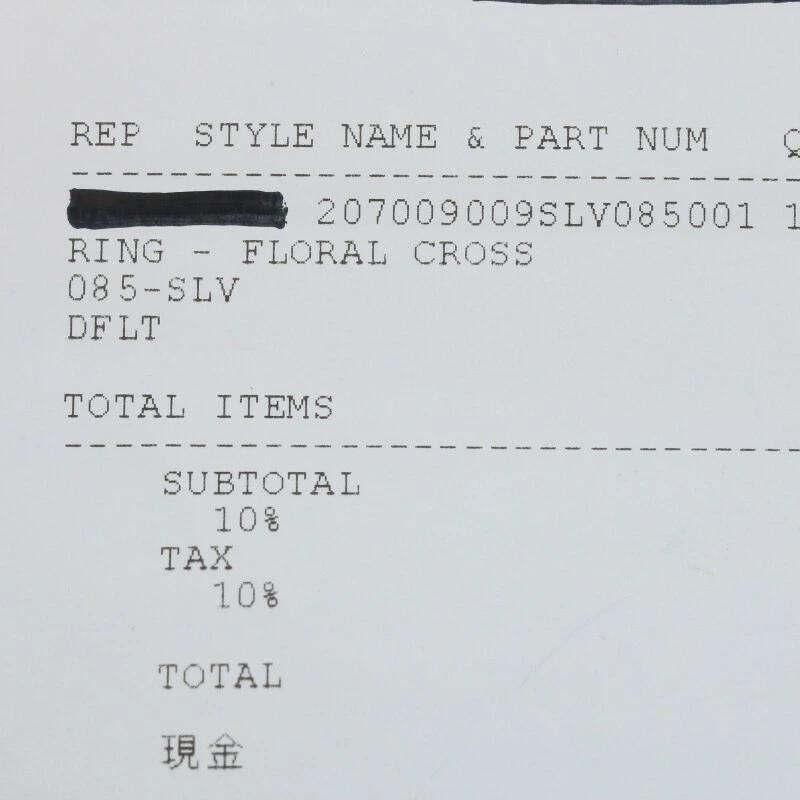 REP STYLE NAME & PART NUM Q
207009009SLV085001 1
RING - FLORAL CROSS
085-SLV
DFLT
TOTAL ITEMS
SUBTOTAL
10%
TAX
10%
TOTAL
現金